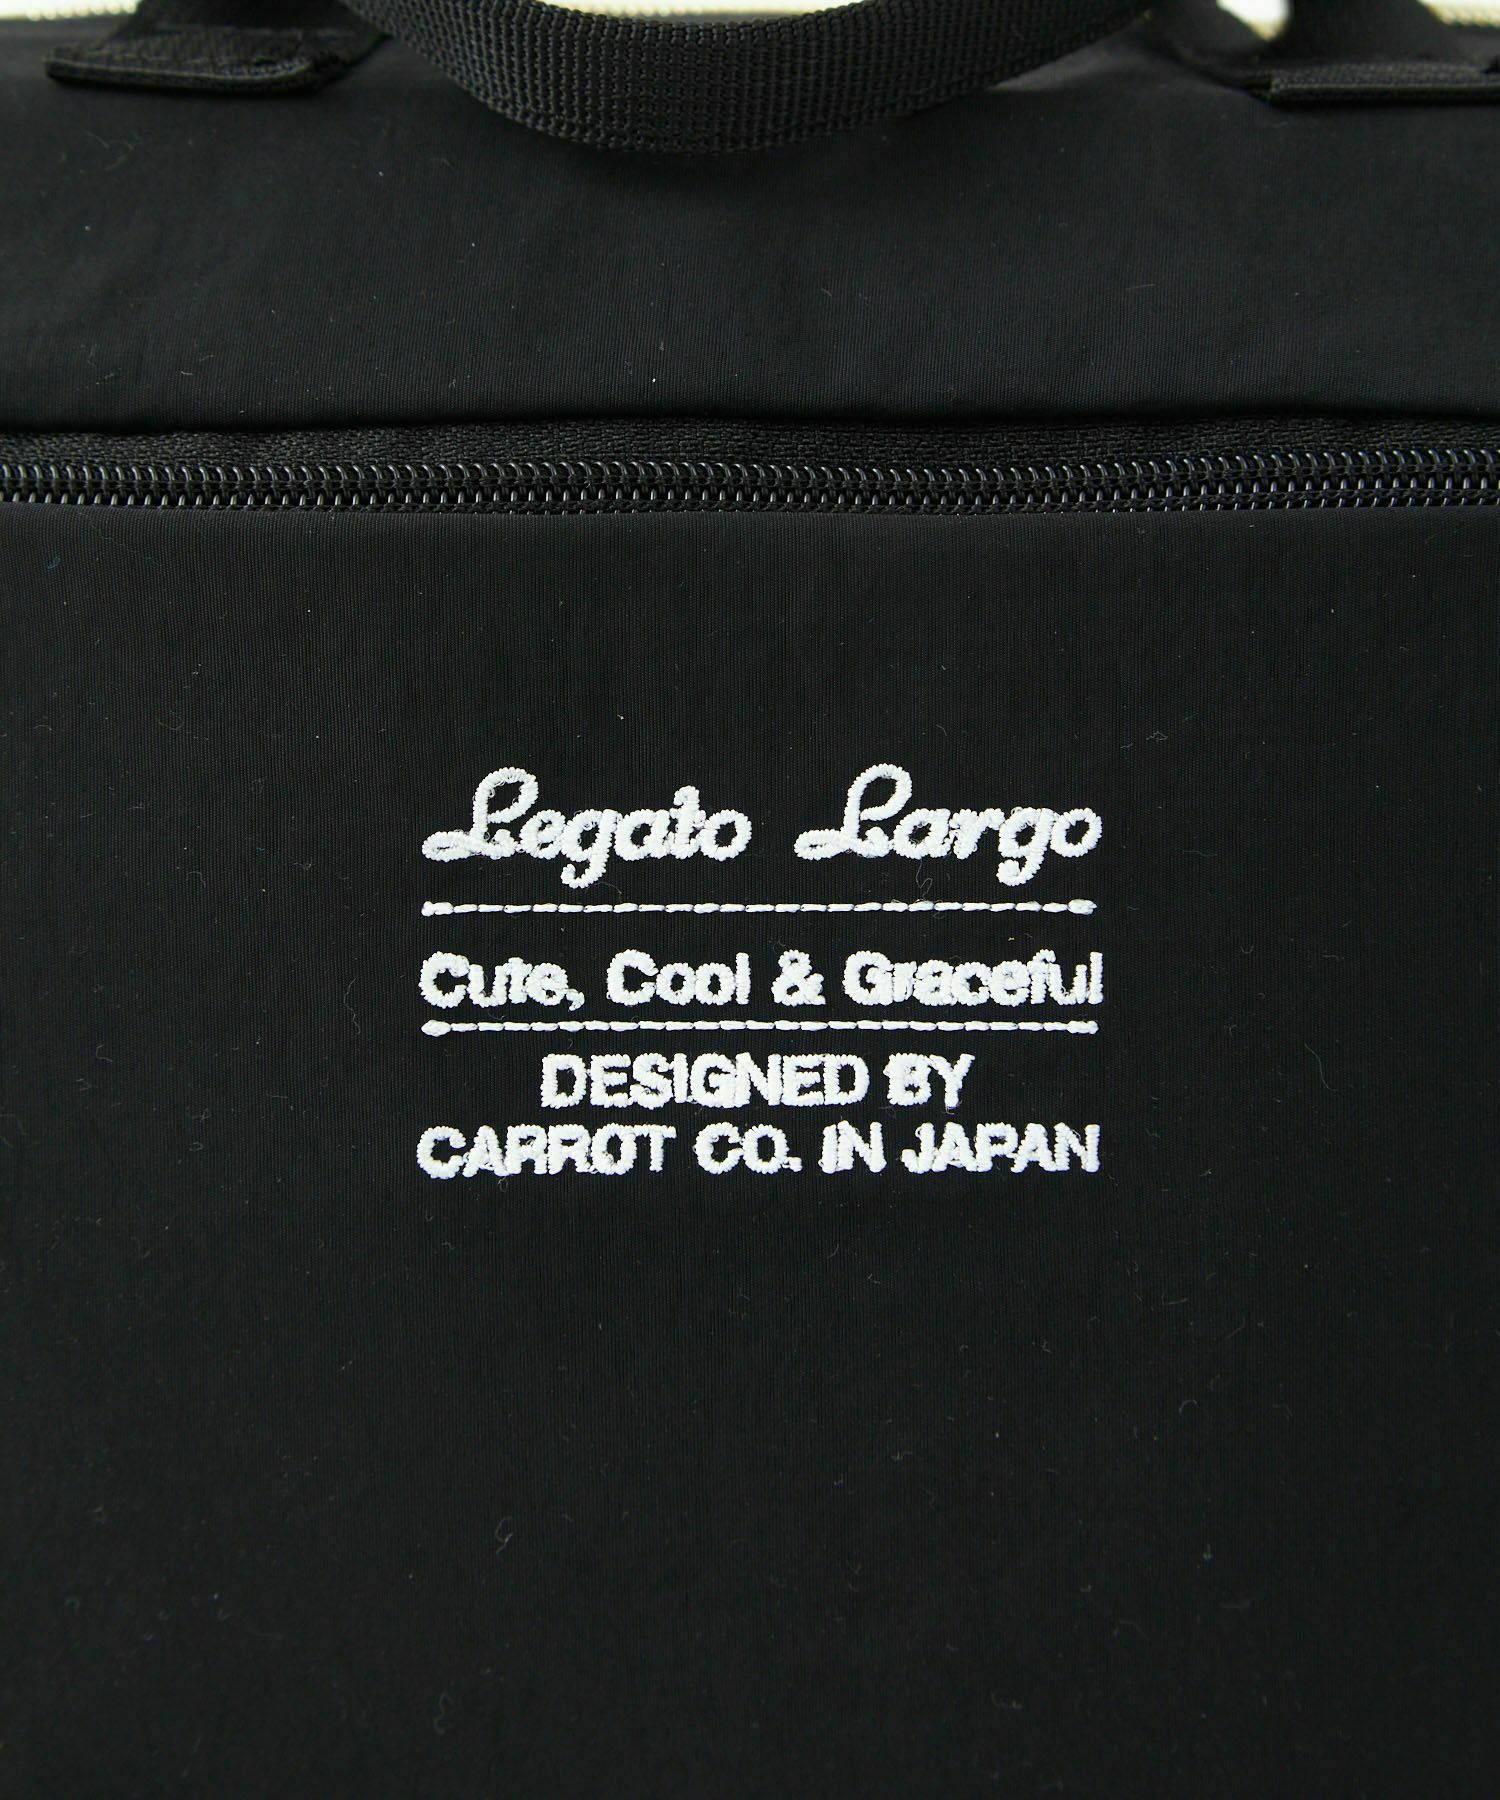 Legato Largo
Cute, Cool & Graceful
DESIGNED BY
CARROT CO. IN JAPAN